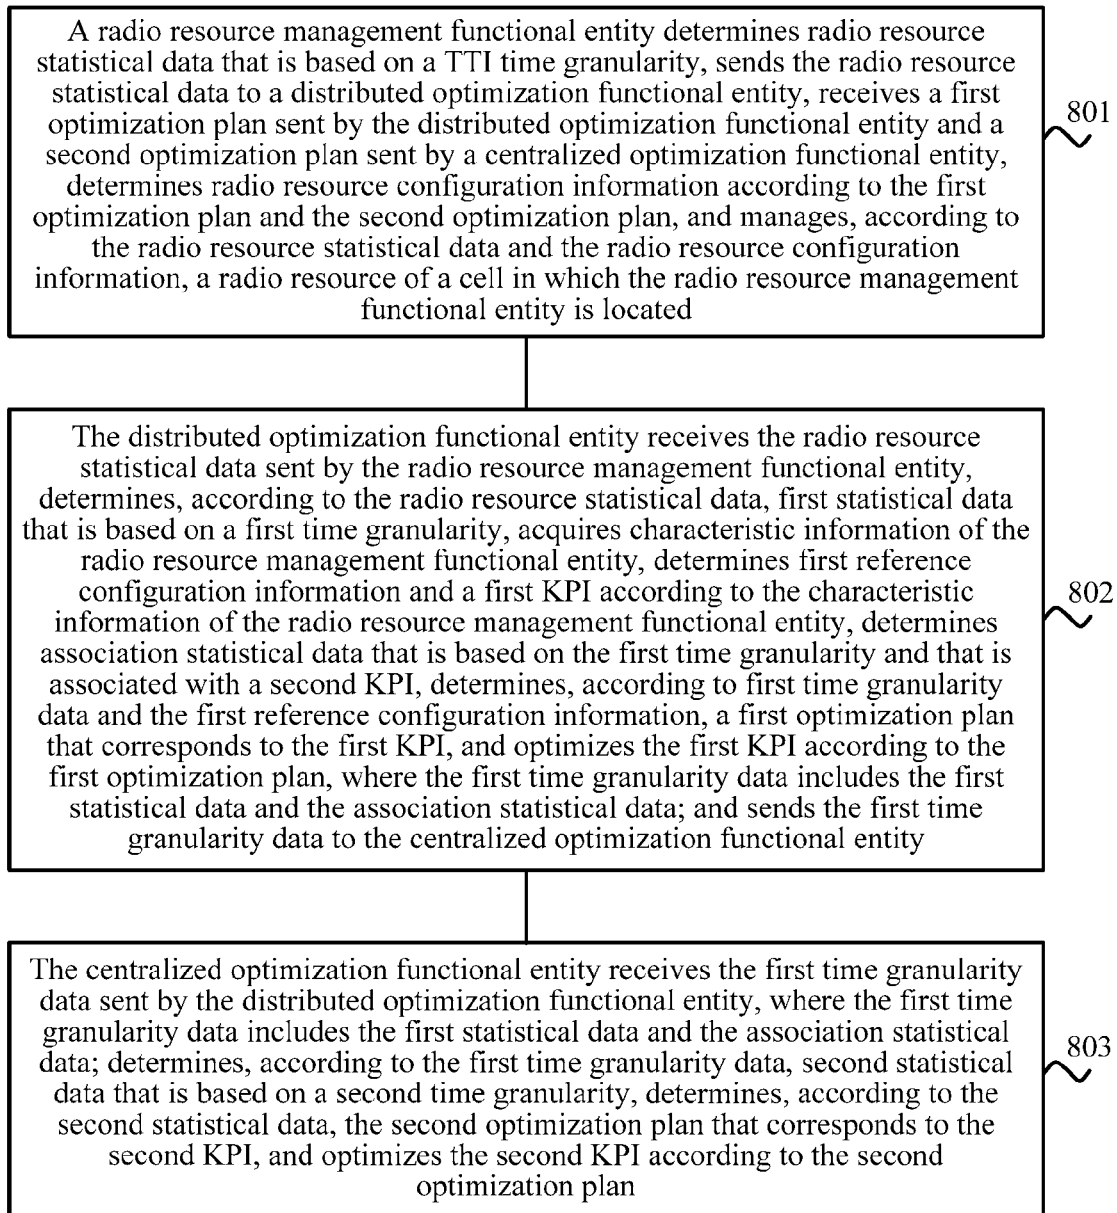 A radio resource management functional entity determines radio resource
statistical data that is based on a TTI time granularity, sends the radio resource
statistical data to a distributed optimization functional entity, receives a first
optimization plan sent by the distributed optimization functional entity and a
second optimization plan sent by a centralized optimization functional entity,
determines radio resource configuration information according to the first
optimization plan and the second optimization plan, and manages, according to
the radio resource statistical data and the radio resource configuration
information, a radio resource of a cell in which the radio resource management
functional entity is located
801
The distributed optimization functional entity receives the radio resource
statistical data sent by the radio resource management functional entity,
determines, according to the radio resource statistical data, first statistical data
that is based on a first time granularity, acquires characteristic information of the
radio resource management functional entity, determines first reference
configuration information and a first KPI according to the characteristic
information of the radio resource management functional entity, determines
association statistical data that is based on the first time granularity and that is
associated with a second KPI, determines, according to first time granularity
data and the first reference configuration information, a first optimization plan
that corresponds to the first KPI, and optimizes the first KPI according to the
first optimization plan, where the first time granularity data includes the first
statistical data and the association statistical data; and sends the first time
granularity data to the centralized optimization functional entity
802
The centralized optimization functional entity receives the first time granularity
data sent by the distributed optimization functional entity, where the first time
granularity data includes the first statistical data and the association statistical
data; determines, according to the first time granularity data, second statistical
data that is based on a second time granularity, determines, according to the
second statistical data, the second optimization plan that corresponds to the
second KPI, and optimizes the second KPI according to the second
optimization plan
803